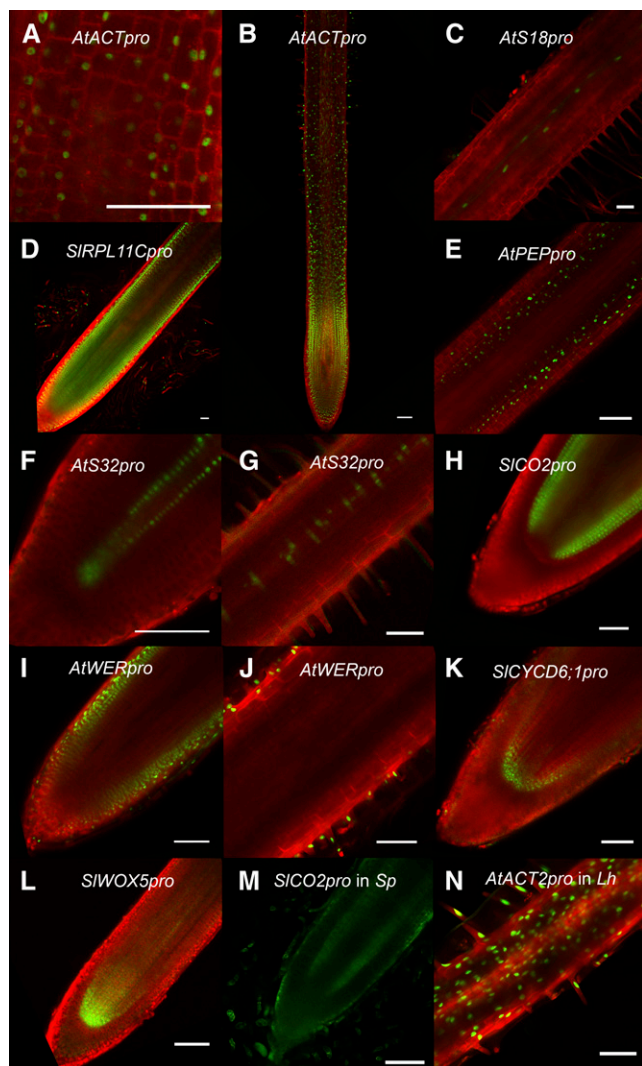 A AtACTpro
B AtACTpro
C AtS18pro
D SlRPL11Cpro
E AtPEPpro
F AtS32pro
G AtS32pro
H SlCO2pro
I AtWERpro
J AtWERpro
K SlCYCD6;1pro
L SlWOX5pro
M SlCO2pro in Sp
N AtACT2pro in Lh